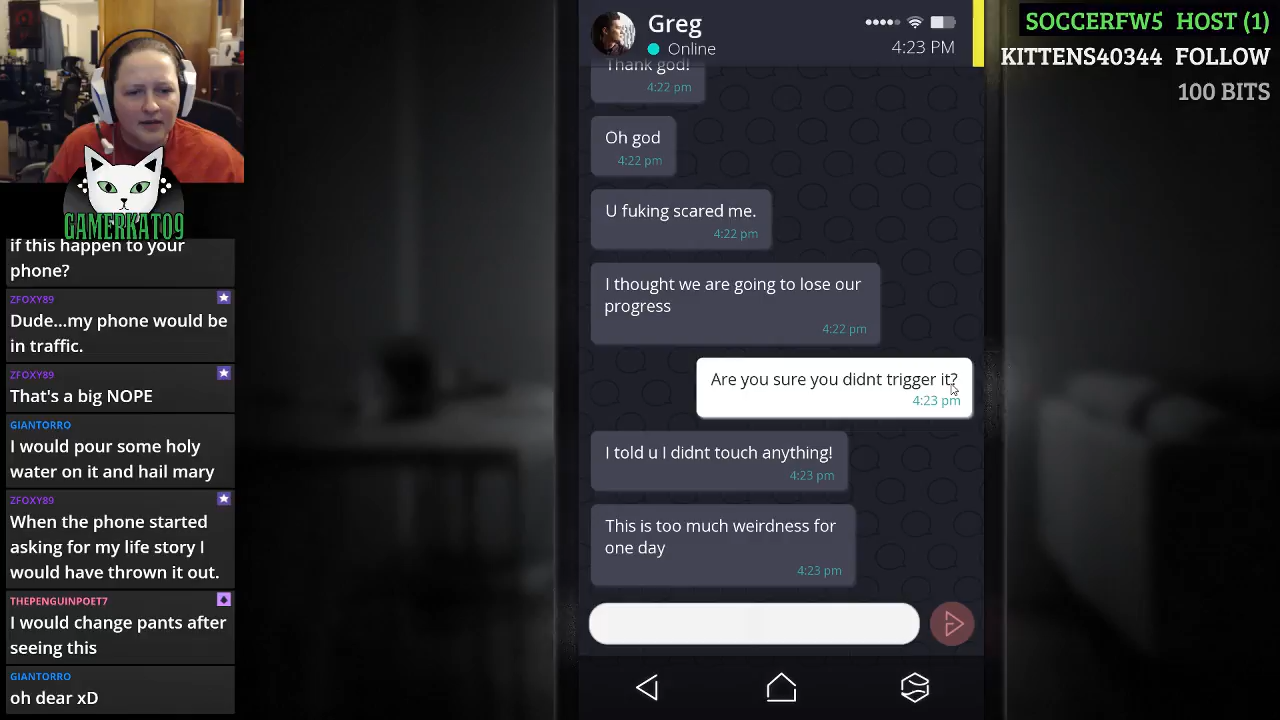 GAMERKAT09
if this happen to your
phone?
ZFOXY89
Dude...my phone would be
in traffic.
ZFOXY89
That's a big NOPE
GIANTORRO
I would pour some holy
water on it and hail mary
ZFOXY89
When the phone started
asking for my life story I
would have thrown it out.
THEPENGUINPOET7
I would change pants after
seeing this
GIANTORRO
oh dear xD
Greg
Online
4:23 PM
Thank god!
4:22 pm
Oh god
4:22 pm
U fuking scared me.
4:22 pm
I thought we are going to lose our
progress
4:22 pm
Are you sure you didnt trigger it?
4:23 pm
I told u I didnt touch anything!
4:23 pm
This is too much weirdness for
one day
4:23 pm
SOCCERFW5 HOST (1)
KITTENS40344 FOLLOW
100 BITS